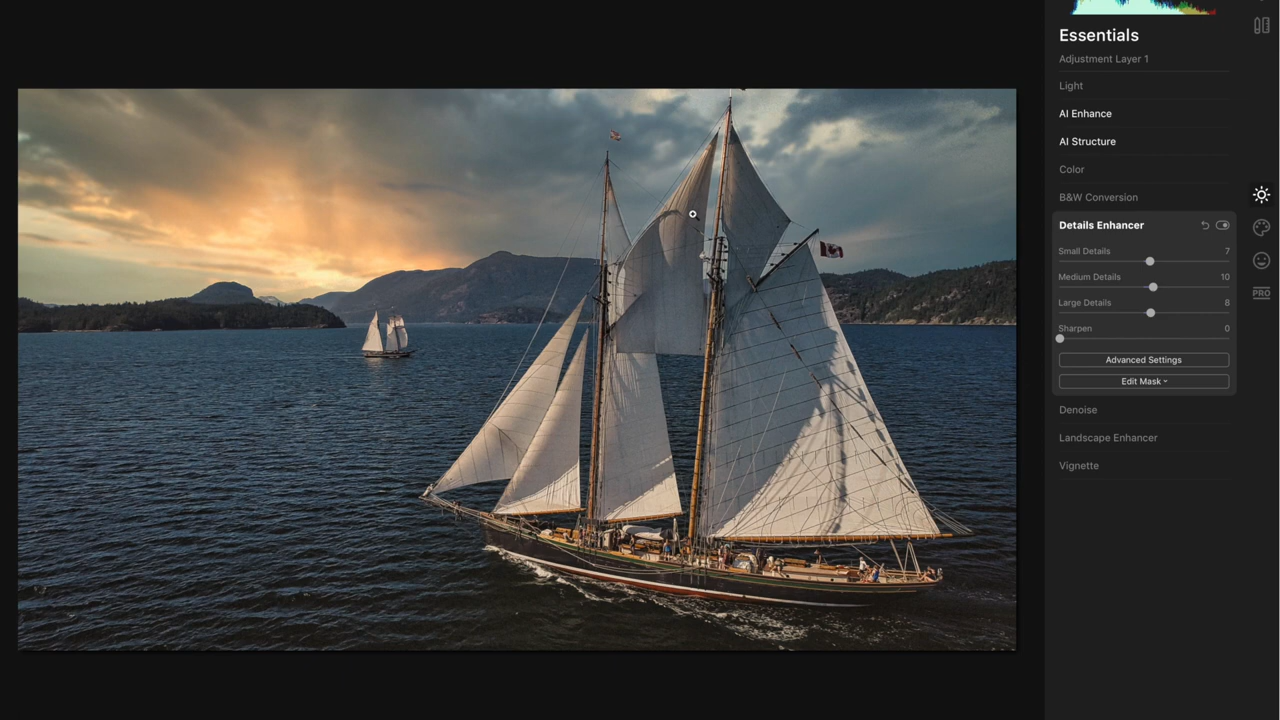 Essentials
Adjustment Layer 1
Light
AI Enhance
AI Structure
Color
B&W Conversion
Details Enhancer
Small Details 7
Medium Details 10
Large Details 8
Sharpen 0
Advanced Settings
Edit Mask
Denoise
Landscape Enhancer
Vignette
PRO